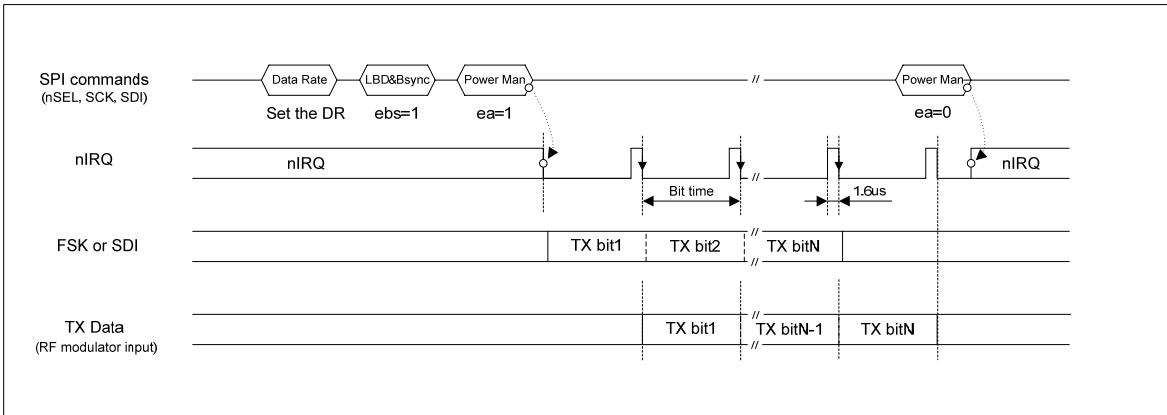 SPI commands
(nSEL, SCK, SDI)
Data Rate
LBD&Bsync
Power Man
//
Power Man
Set the DR
ebs=1
ea=1
ea=0
nIRQ
nIRQ
nIRQ
Bit time
//
1.6us
FSK or SDI
TX bit1
TX bit2
//
//
TX bitN
TX Data
(RF modulator input)
TX bit1
//
//
TX bitN-1
TX bitN